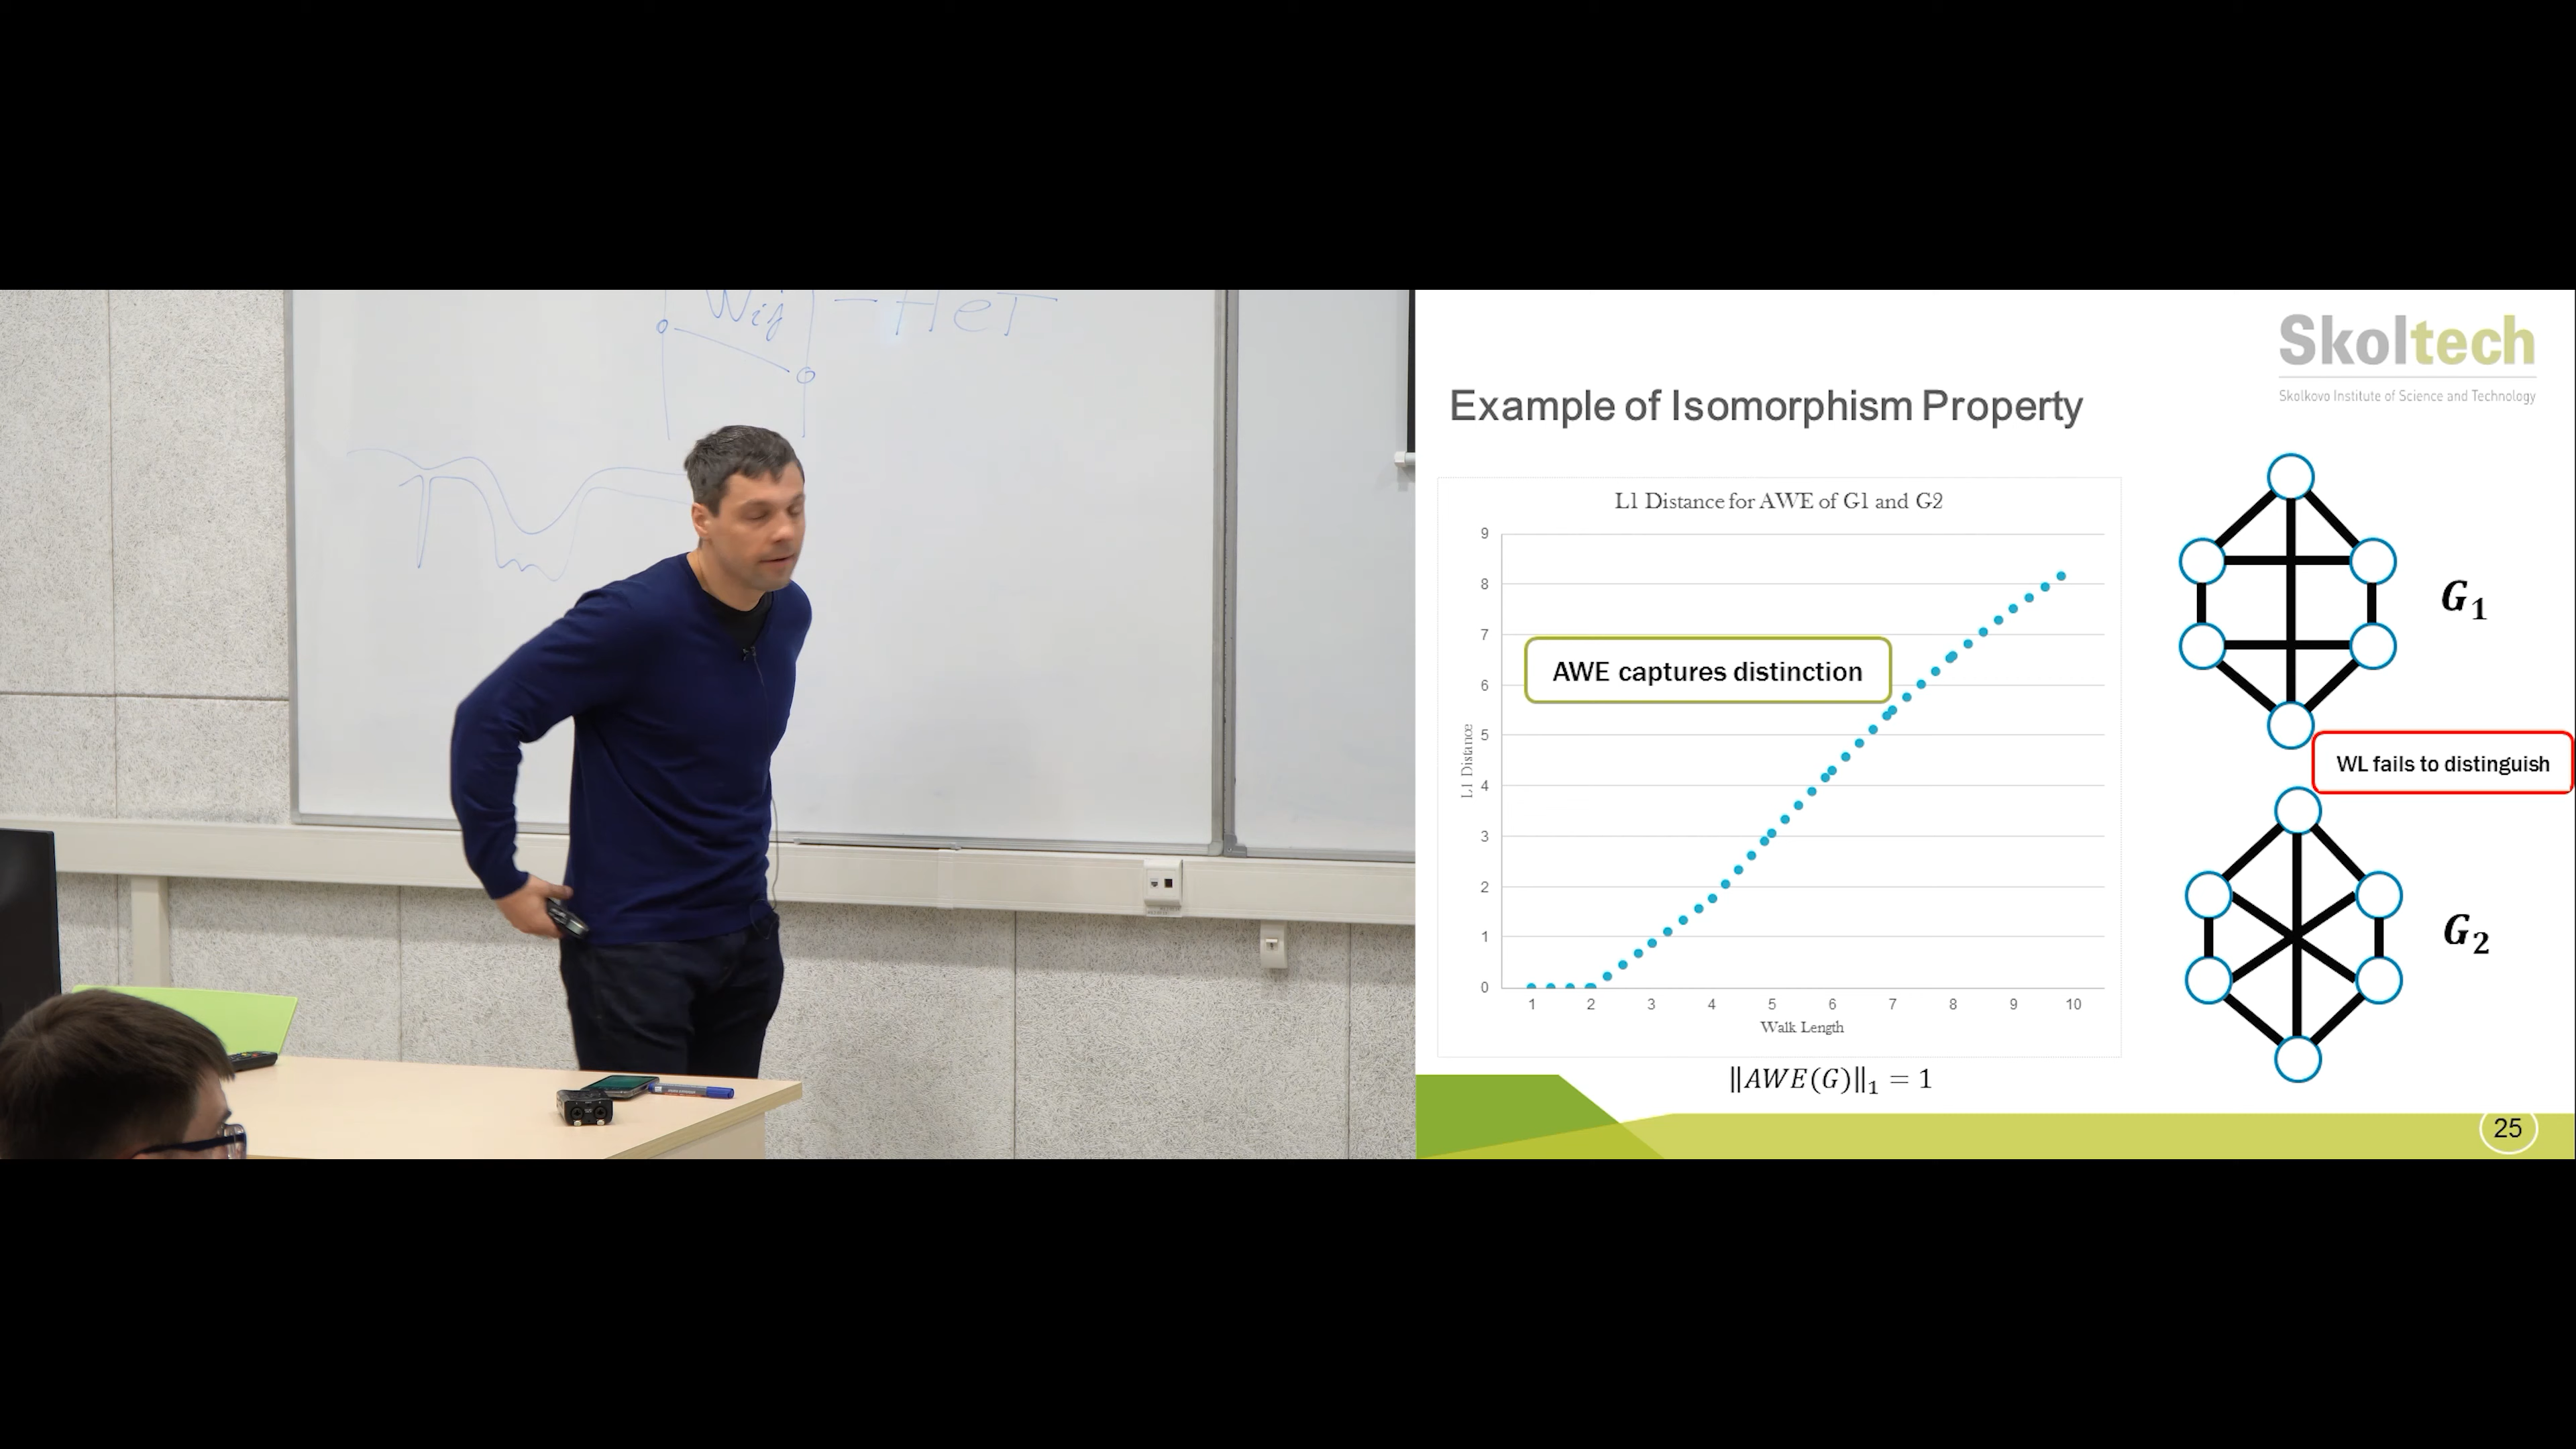 Wij — HeT
Skoltech
Skolkovo Institute of Science and Technology
Example of Isomorphism Property
L1 Distance for AWE of G1 and G2
9
8
7
6
5
4
3
2
1
0
L1 Distance
1 2 3 4 5 6 7 8 9 10
Walk Length
AWE captures distinction
‖AWE(G)‖₁ = 1
G₁
WL fails to distinguish
G₂
25